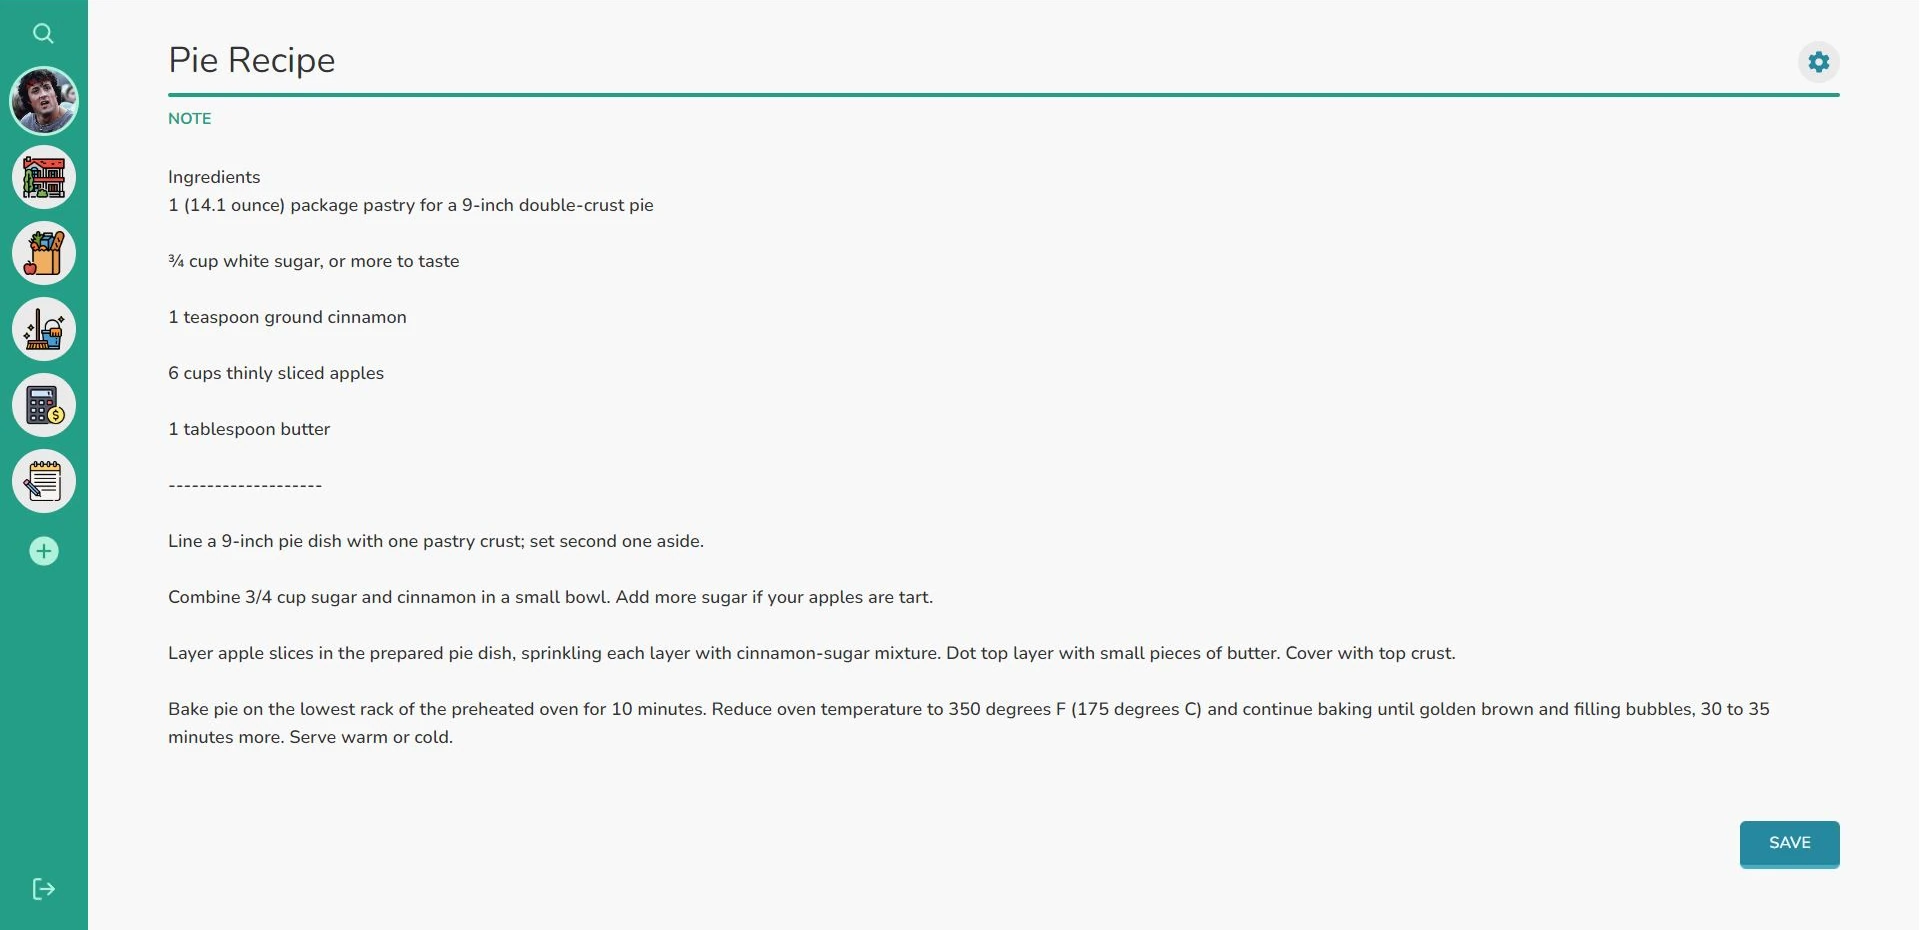 Pie Recipe
NOTE
Ingredients
1 (14.1 ounce) package pastry for a 9-inch double-crust pie
¾ cup white sugar, or more to taste
1 teaspoon ground cinnamon
6 cups thinly sliced apples
1 tablespoon butter
--------------------
Line a 9-inch pie dish with one pastry crust; set second one aside.
Combine 3/4 cup sugar and cinnamon in a small bowl. Add more sugar if your apples are tart.
Layer apple slices in the prepared pie dish, sprinkling each layer with cinnamon-sugar mixture. Dot top layer with small pieces of butter. Cover with top crust.
Bake pie on the lowest rack of the preheated oven for 10 minutes. Reduce oven temperature to 350 degrees F (175 degrees C) and continue baking until golden brown and filling bubbles, 30 to 35
minutes more. Serve warm or cold.
SAVE